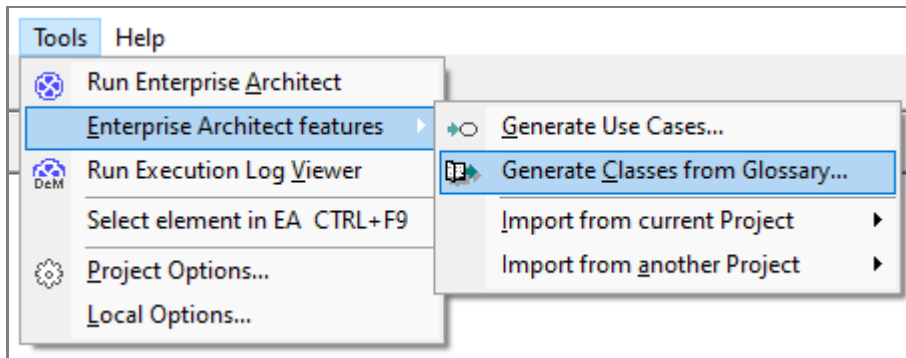 Tools Help
Run Enterprise Architect
Enterprise Architect features
Run Execution Log Viewer
DeM
Select element in EA CTRL+F9
Project Options...
Local Options...
Generate Use Cases...
Generate Classes from Glossary...
Import from current Project
Import from another Project